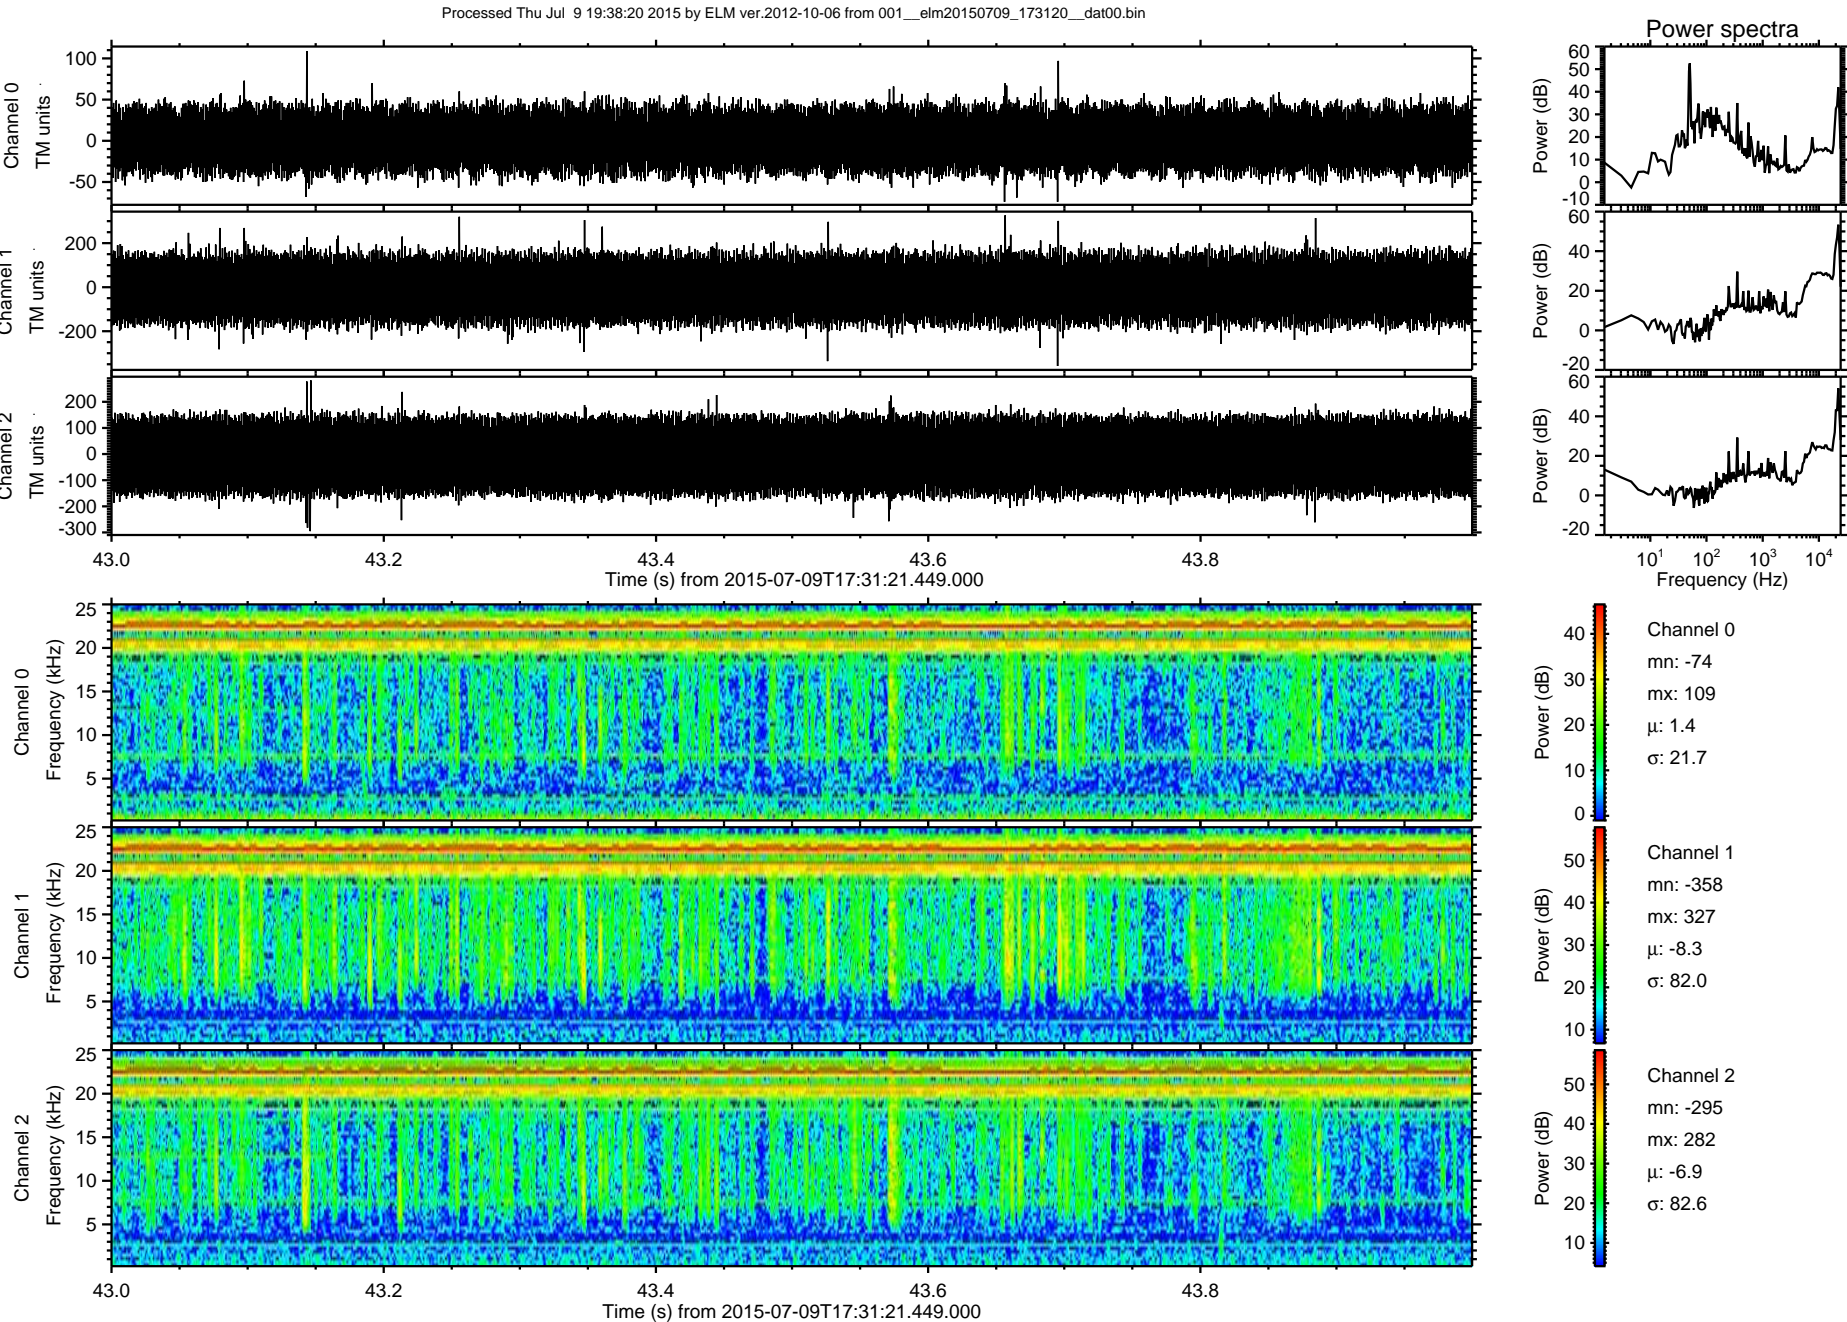 Processed Thu Jul  9 19:38:20 2015 by ELM ver.2012-10-06 from 001__elm20150709_173120__dat00.bin
Power spectra
Channel 0
TM units
100
50
0
-50
Power (dB)
60
50
40
30
20
10
0
-10
Channel 1
TM units
200
0
-200
Power (dB)
60
40
20
0
-20
Channel 2
TM units
200
100
0
-100
-200
-300
Power (dB)
60
40
20
0
-20
43.0 43.2 43.4 43.6 43.8
Time (s) from 2015-07-09T17:31:21.449.000
10^1 10^2 10^3 10^4
Frequency (Hz)
Channel 0
Frequency (kHz)
25
20
15
10
5
Power (dB)
40
30
20
10
0
Channel 0
mn: -74
mx: 109
μ: 1.4
σ: 21.7
Channel 1
Frequency (kHz)
25
20
15
10
5
Power (dB)
50
40
30
20
10
Channel 1
mn: -358
mx: 327
μ: -8.3
σ: 82.0
Channel 2
Frequency (kHz)
25
20
15
10
5
Power (dB)
50
40
30
20
10
Channel 2
mn: -295
mx: 282
μ: -6.9
σ: 82.6
43.0 43.2 43.4 43.6 43.8
Time (s) from 2015-07-09T17:31:21.449.000